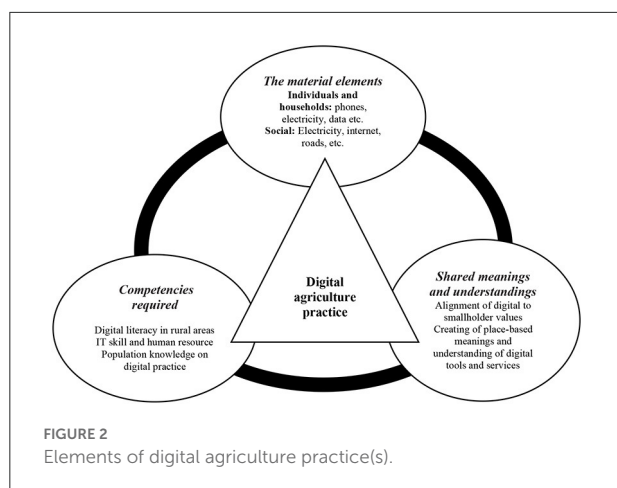 The material elements
Individuals and
households: phones,
electricity, data etc.
Social: Electricity, internet,
roads, etc.
Digital
agriculture
practice
Competencies
required
Digital literacy in rural areas
IT skill and human resource
Population knowledge on
digital practice
Shared meanings
and understandings
Alignment of digital to
smallholder values
Creating of place-based
meanings and
understanding of digital
tools and services
FIGURE 2
Elements of digital agriculture practice(s).